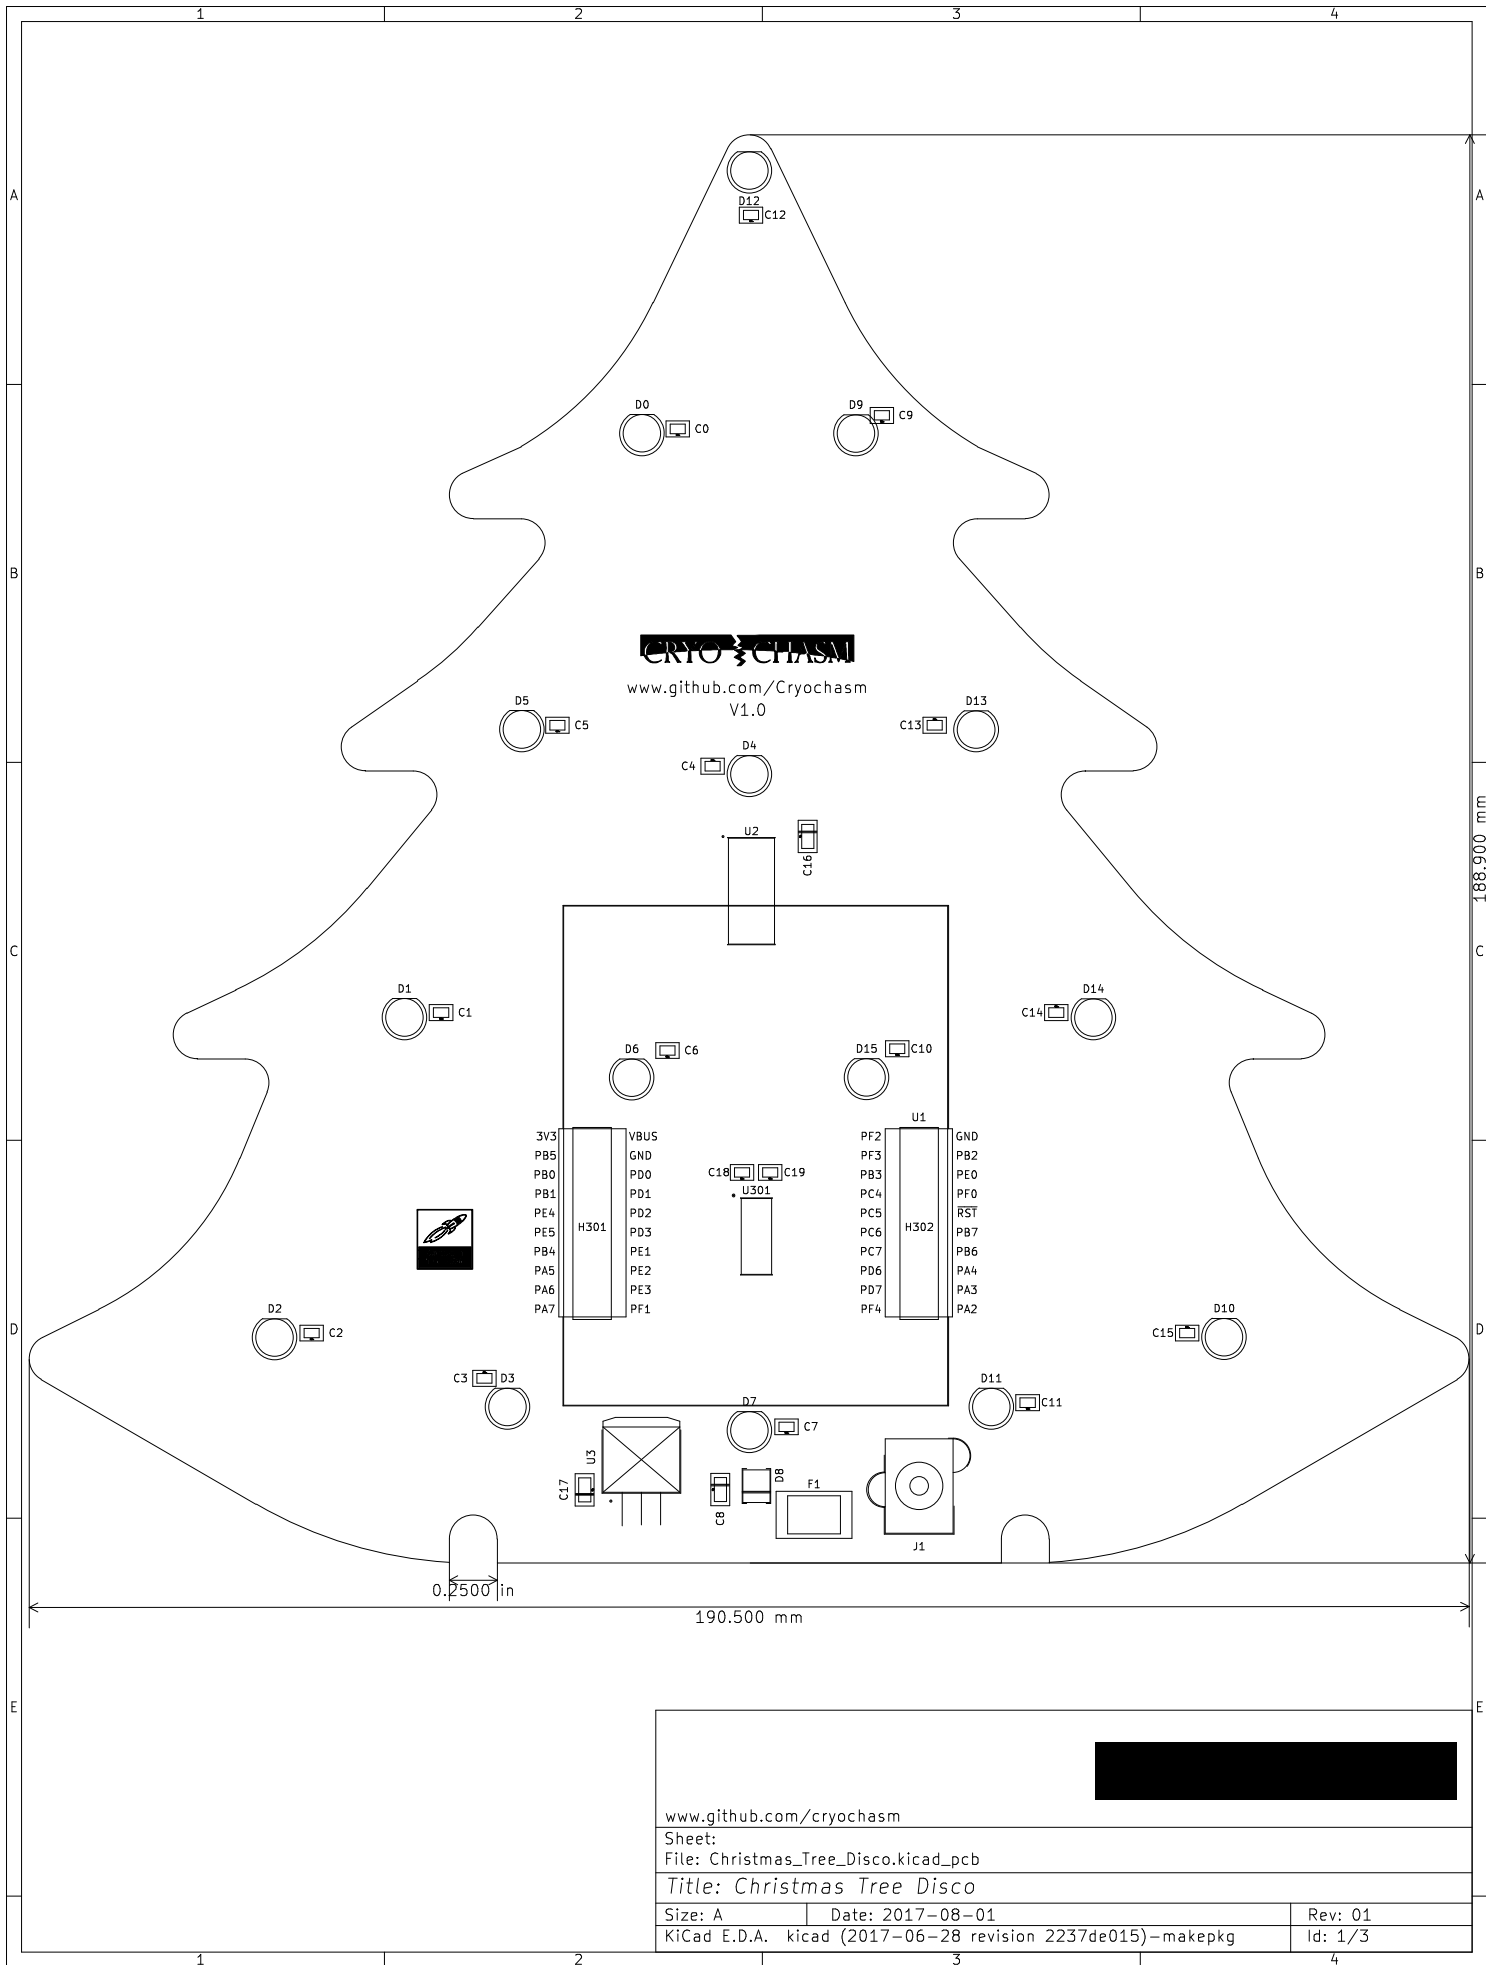 1 2 3 4
A A
D12
C12
D0 C0 D9 C9
B B
CRYO CHASM
www.github.com/Cryochasm
V1.0
D5 C5 C13 D13
D4
C4
188.900 mm
U2
C16
C C
D1 C1 C14 D14
D6 C6 D15 C10
U1
3V3 VBUS PF2 GND
PB5 GND PF3 PB2
PB0 PD0 PB3 PE0
PB1 PD1 PC4 PF0
PE4 PD2 PC5 RST
PE5 PD3 PC6 PB7
PB4 PE1 PC7 PB6
PA5 PE2 PD6 PA4
PA6 PE3 PD7 PA3
PA7 PF1 PF4 PA2
H301 H302
C18 C19
U301
D2 C2 C15 D10
D D
C3 D3 D11 C11
D7 C7
U3
C17
C8
D8
F1
J1
0.2500 in
190.500 mm
E E
www.github.com/cryochasm
Sheet:
File: Christmas_Tree_Disco.kicad_pcb
Title: Christmas Tree Disco
Size: A Date: 2017-08-01 Rev: 01
KiCad E.D.A. kicad (2017-06-28 revision 2237de015)-makepkg Id: 1/3
1 2 3 4